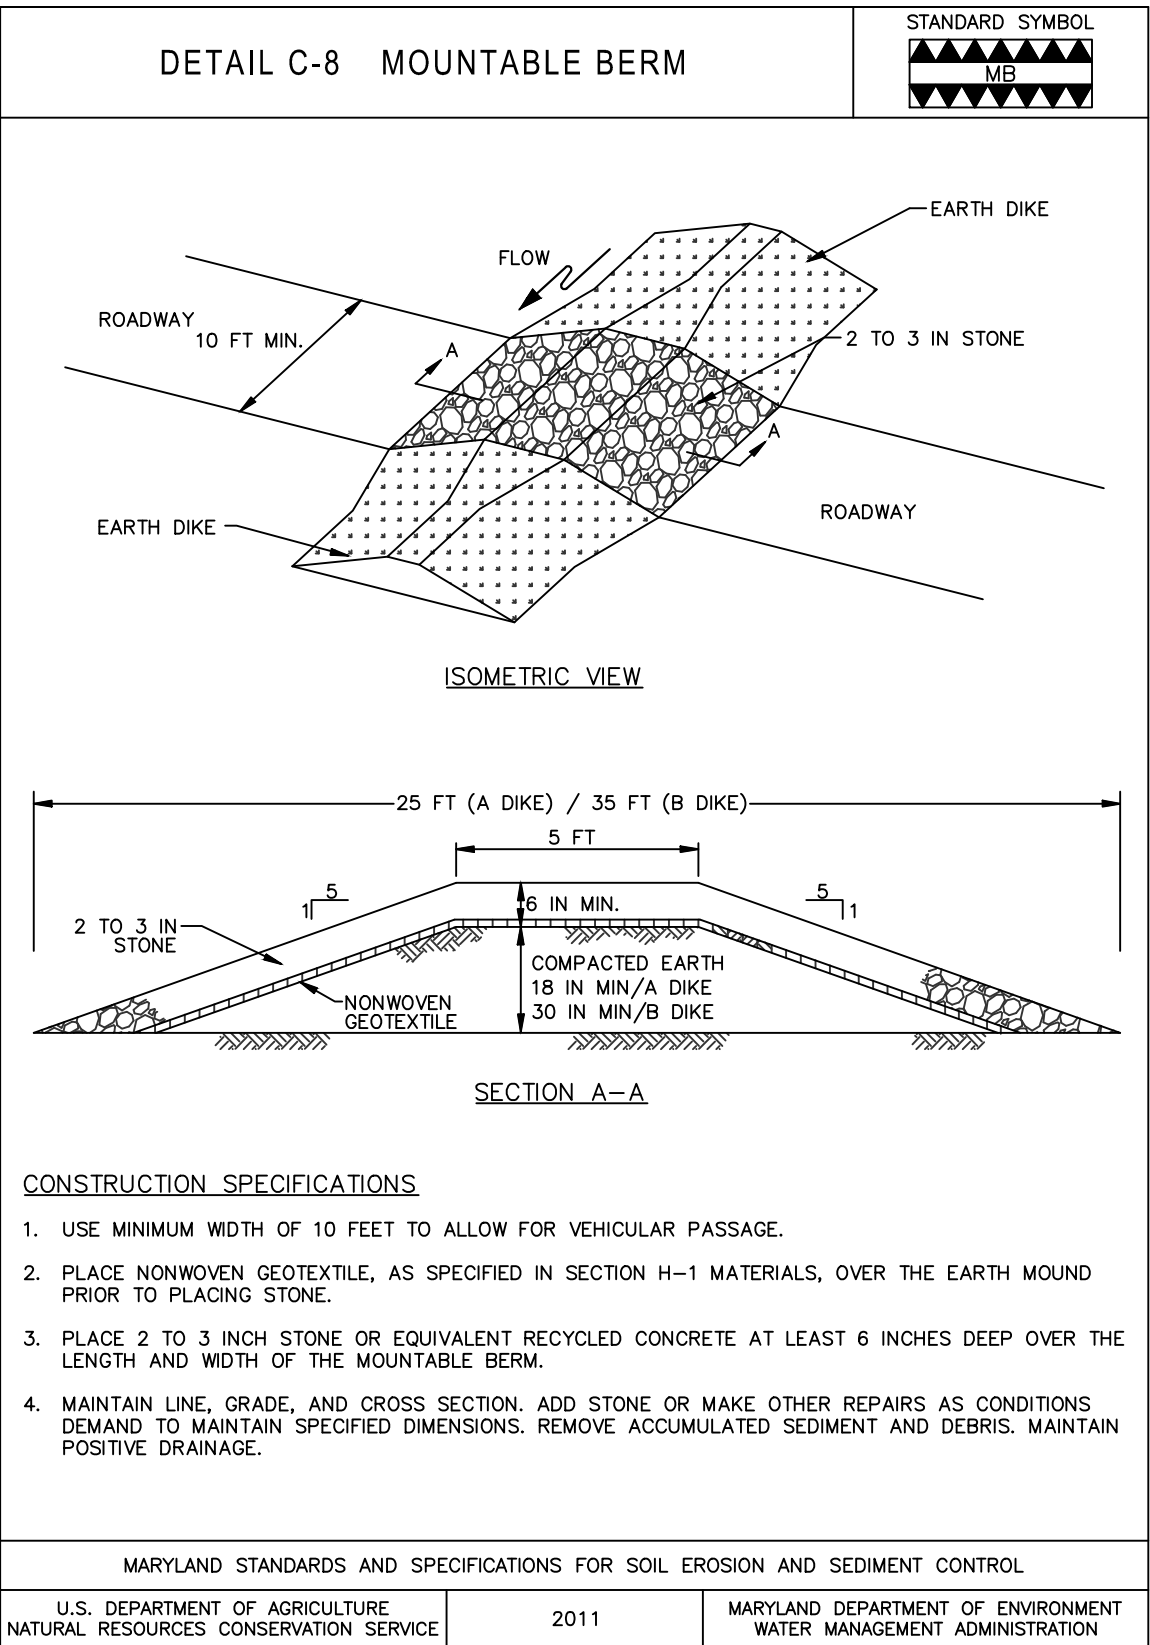 DETAIL C-8 MOUNTABLE BERM
STANDARD SYMBOL
MB
EARTH DIKE
FLOW
ROADWAY
10 FT MIN.
A
2 TO 3 IN STONE
A
ROADWAY
EARTH DIKE
ISOMETRIC VIEW
25 FT (A DIKE) / 35 FT (B DIKE)
5 FT
5
1
6 IN MIN.
5
1
2 TO 3 IN
STONE
COMPACTED EARTH
18 IN MIN/A DIKE
30 IN MIN/B DIKE
NONWOVEN
GEOTEXTILE
SECTION A-A
CONSTRUCTION SPECIFICATIONS
1. USE MINIMUM WIDTH OF 10 FEET TO ALLOW FOR VEHICULAR PASSAGE.
2. PLACE NONWOVEN GEOTEXTILE, AS SPECIFIED IN SECTION H-1 MATERIALS, OVER THE EARTH MOUND
PRIOR TO PLACING STONE.
3. PLACE 2 TO 3 INCH STONE OR EQUIVALENT RECYCLED CONCRETE AT LEAST 6 INCHES DEEP OVER THE
LENGTH AND WIDTH OF THE MOUNTABLE BERM.
4. MAINTAIN LINE, GRADE, AND CROSS SECTION. ADD STONE OR MAKE OTHER REPAIRS AS CONDITIONS
DEMAND TO MAINTAIN SPECIFIED DIMENSIONS. REMOVE ACCUMULATED SEDIMENT AND DEBRIS. MAINTAIN
POSITIVE DRAINAGE.
MARYLAND STANDARDS AND SPECIFICATIONS FOR SOIL EROSION AND SEDIMENT CONTROL
U.S. DEPARTMENT OF AGRICULTURE
NATURAL RESOURCES CONSERVATION SERVICE
2011
MARYLAND DEPARTMENT OF ENVIRONMENT
WATER MANAGEMENT ADMINISTRATION